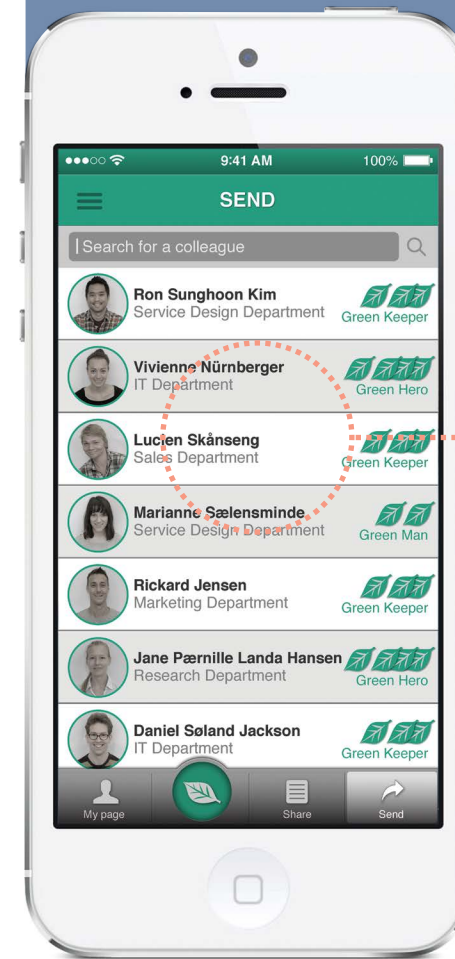 9:41 AM
100%
SEND
Search for a colleague
Ron Sunghoon Kim
Service Design Department
Green Keeper
Vivienne Nürnberger
IT Department
Green Hero
Lucien Skånseng
Sales Department
Green Keeper
Marianne Sælensminde
Service Design Department
Green Man
Rickard Jensen
Marketing Department
Green Keeper
Jane Pærnille Landa Hansen
Research Department
Green Hero
Daniel Søland Jackson
IT Department
Green Keeper
My page
Share
Send